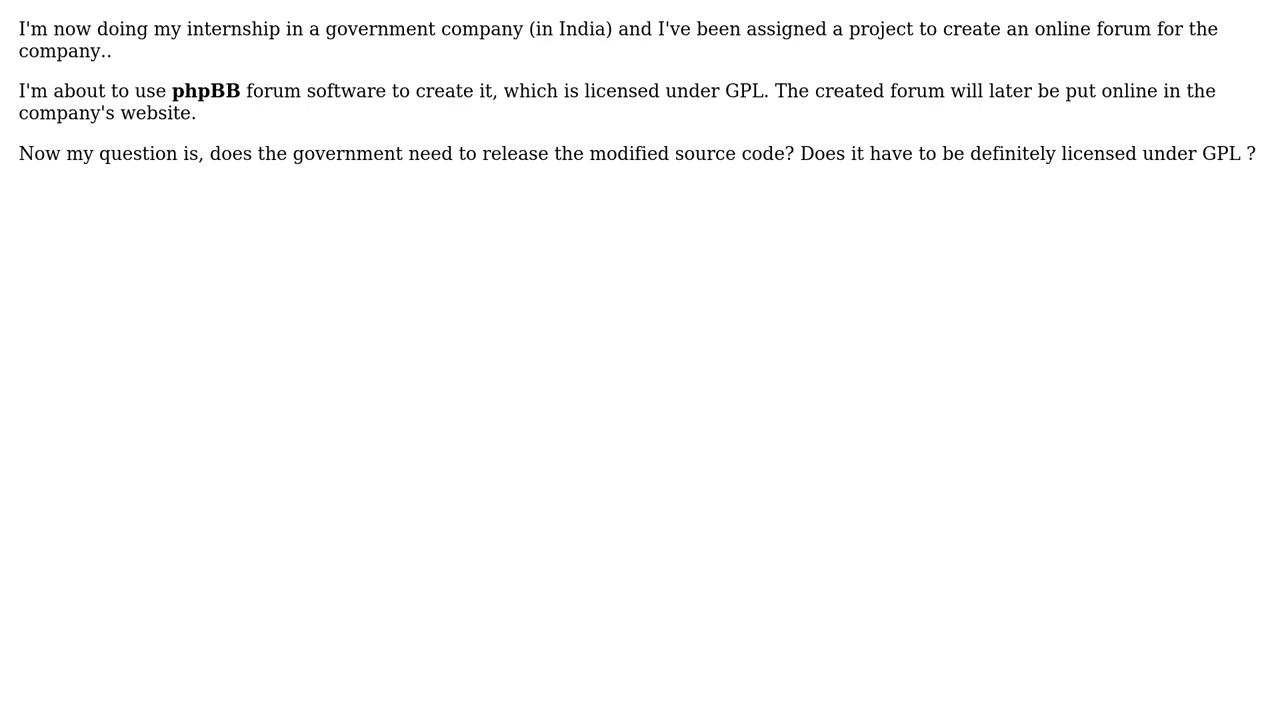 I'm now doing my internship in a government company (in India) and I've been assigned a project to create an online forum for the
company..
I'm about to use phpBB forum software to create it, which is licensed under GPL. The created forum will later be put online in the
company's website.
Now my question is, does the government need to release the modified source code? Does it have to be definitely licensed under GPL ?